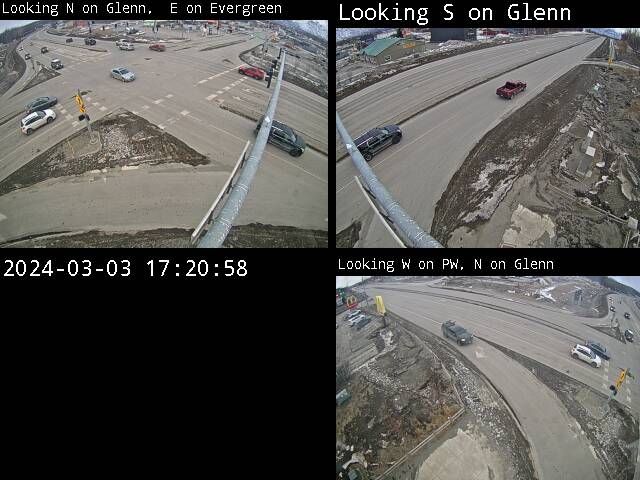 Looking N on Glenn, E on Evergreen
Looking S on Glenn
2024-03-03 17:20:58
Looking W on PW, N on Glenn